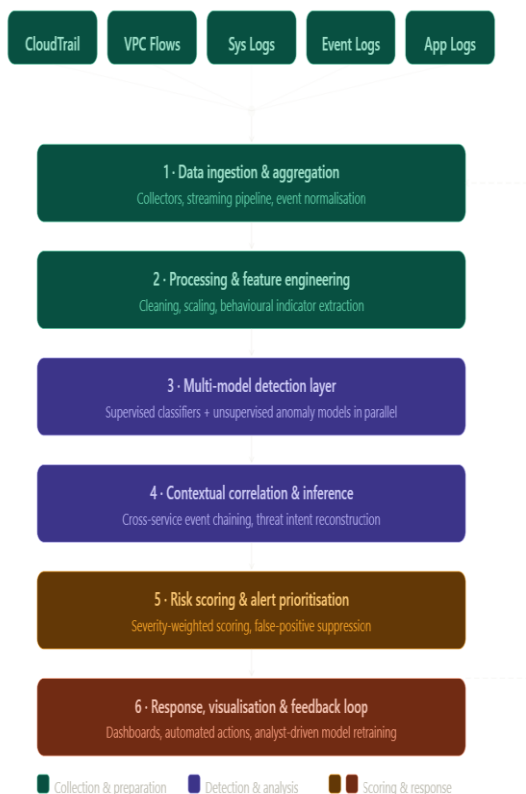 CloudTrail
VPC Flows
Sys Logs
Event Logs
App Logs
1 · Data ingestion & aggregation
Collectors, streaming pipeline, event normalisation
2 · Processing & feature engineering
Cleaning, scaling, behavioural indicator extraction
3 · Multi-model detection layer
Supervised classifiers + unsupervised anomaly models in parallel
4 · Contextual correlation & inference
Cross-service event chaining, threat intent reconstruction
5 · Risk scoring & alert prioritisation
Severity-weighted scoring, false-positive suppression
6 · Response, visualisation & feedback loop
Dashboards, automated actions, analyst-driven model retraining
Collection & preparation
Detection & analysis
Scoring & response